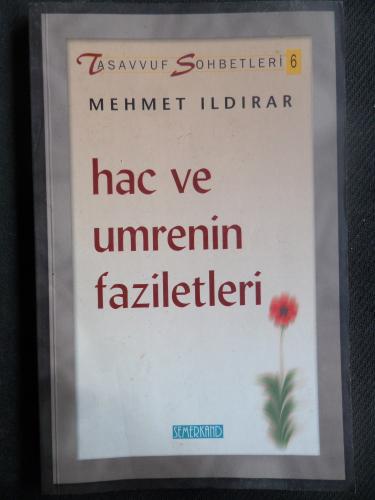 Tasavvuf Sohbetleri 6
MEHMET ILDIRAR
hac ve
umrenin
faziletleri
SEMERKAND